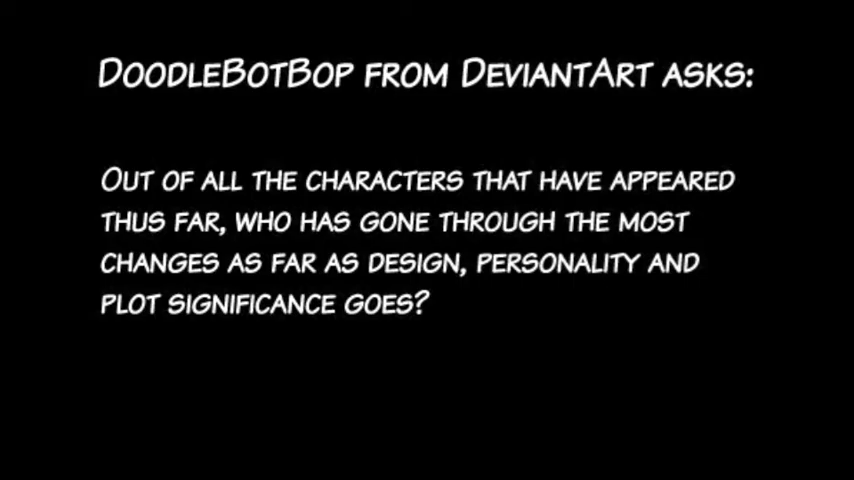 DoodleBotBop from DeviantArt asks:
Out of all the characters that have appeared
thus far, who has gone through the most
changes as far as design, personality and
plot significance goes?